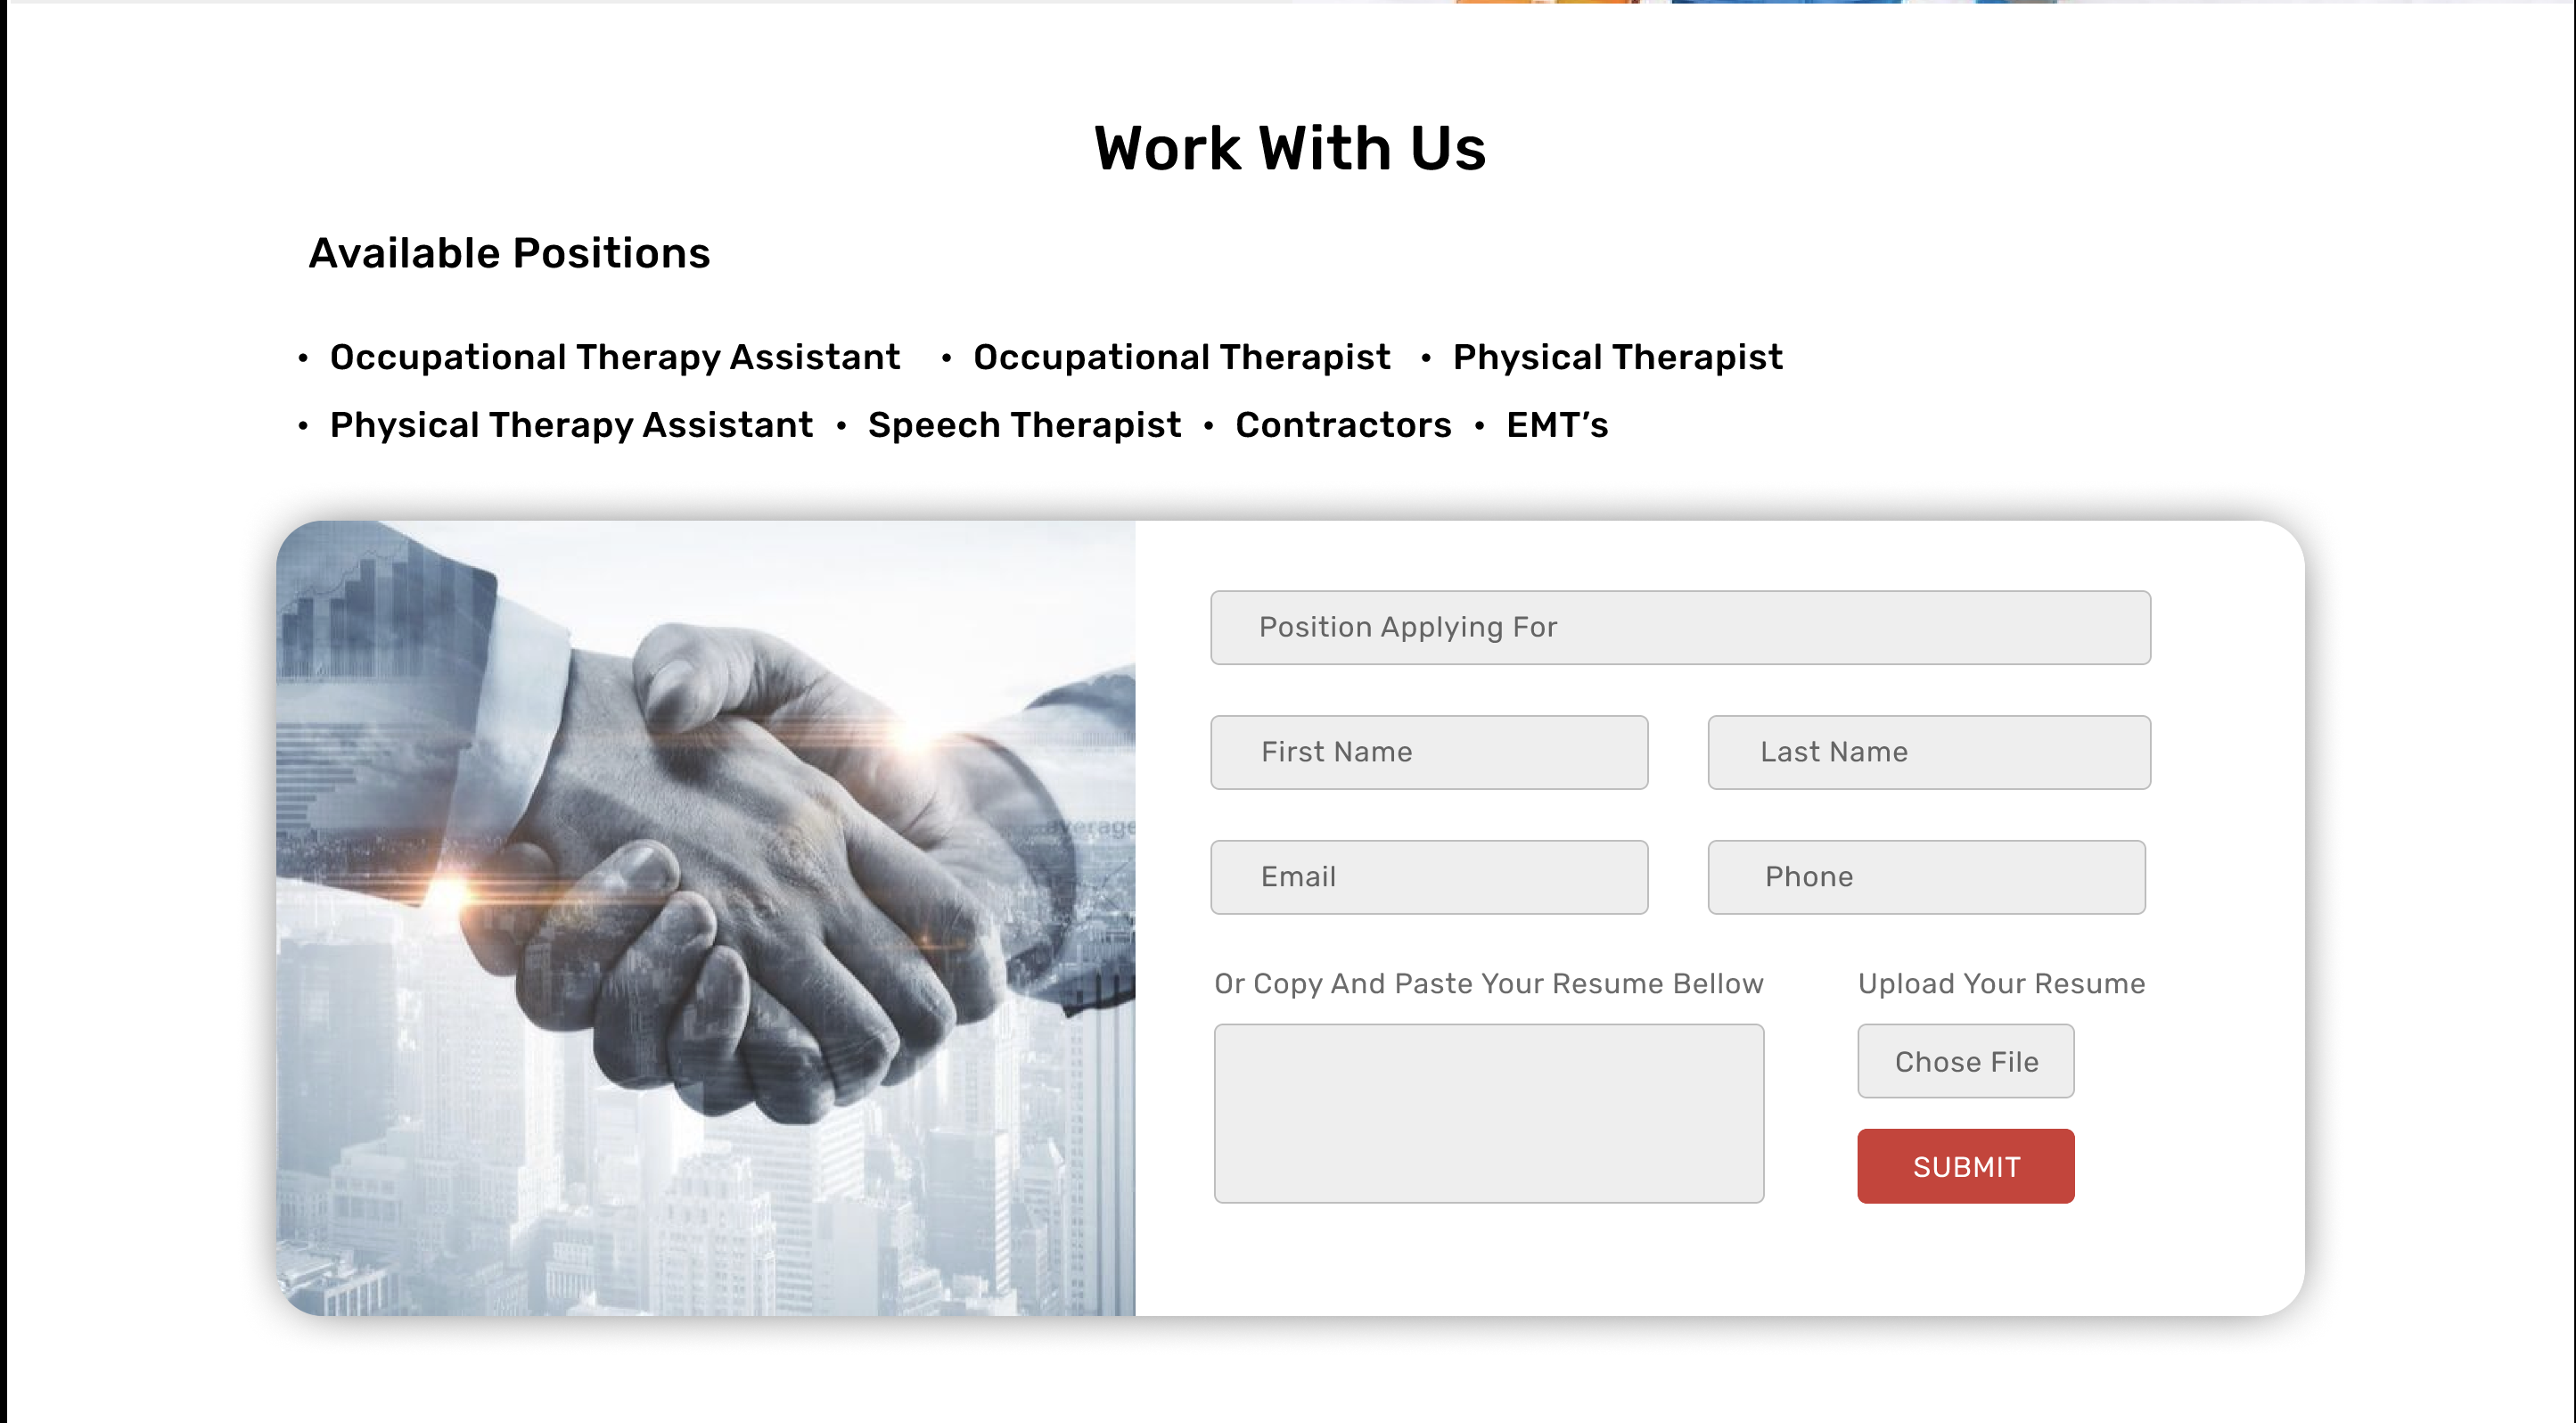 Work With Us
Available Positions
• Occupational Therapy Assistant • Occupational Therapist • Physical Therapist
• Physical Therapy Assistant • Speech Therapist • Contractors • EMT’s
Position Applying For
First Name Last Name
average
Email Phone
Or Copy And Paste Your Resume Bellow Upload Your Resume
Chose File
SUBMIT